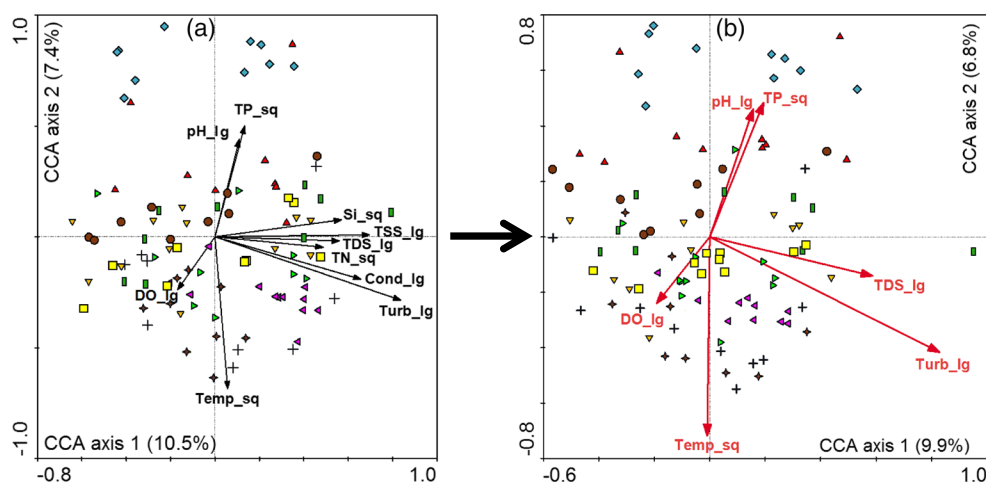 (a)
1.0
CCA axis 2 (7.4%)
TP_sq
pH_lg
Si_sq
TSS_lg
TDS_lg
TN_sq
Cond_lg
DO_lg
Turb_lg
Temp_sq
CCA axis 1 (10.5%)
-1.0
-0.8
1.0
(b)
0.8
CCA axis 2 (6.8%)
TP_sq
pH_lg
TDS_lg
DO_lg
Turb_lg
Temp_sq
CCA axis 1 (9.9%)
-0.8
-0.6
1.0